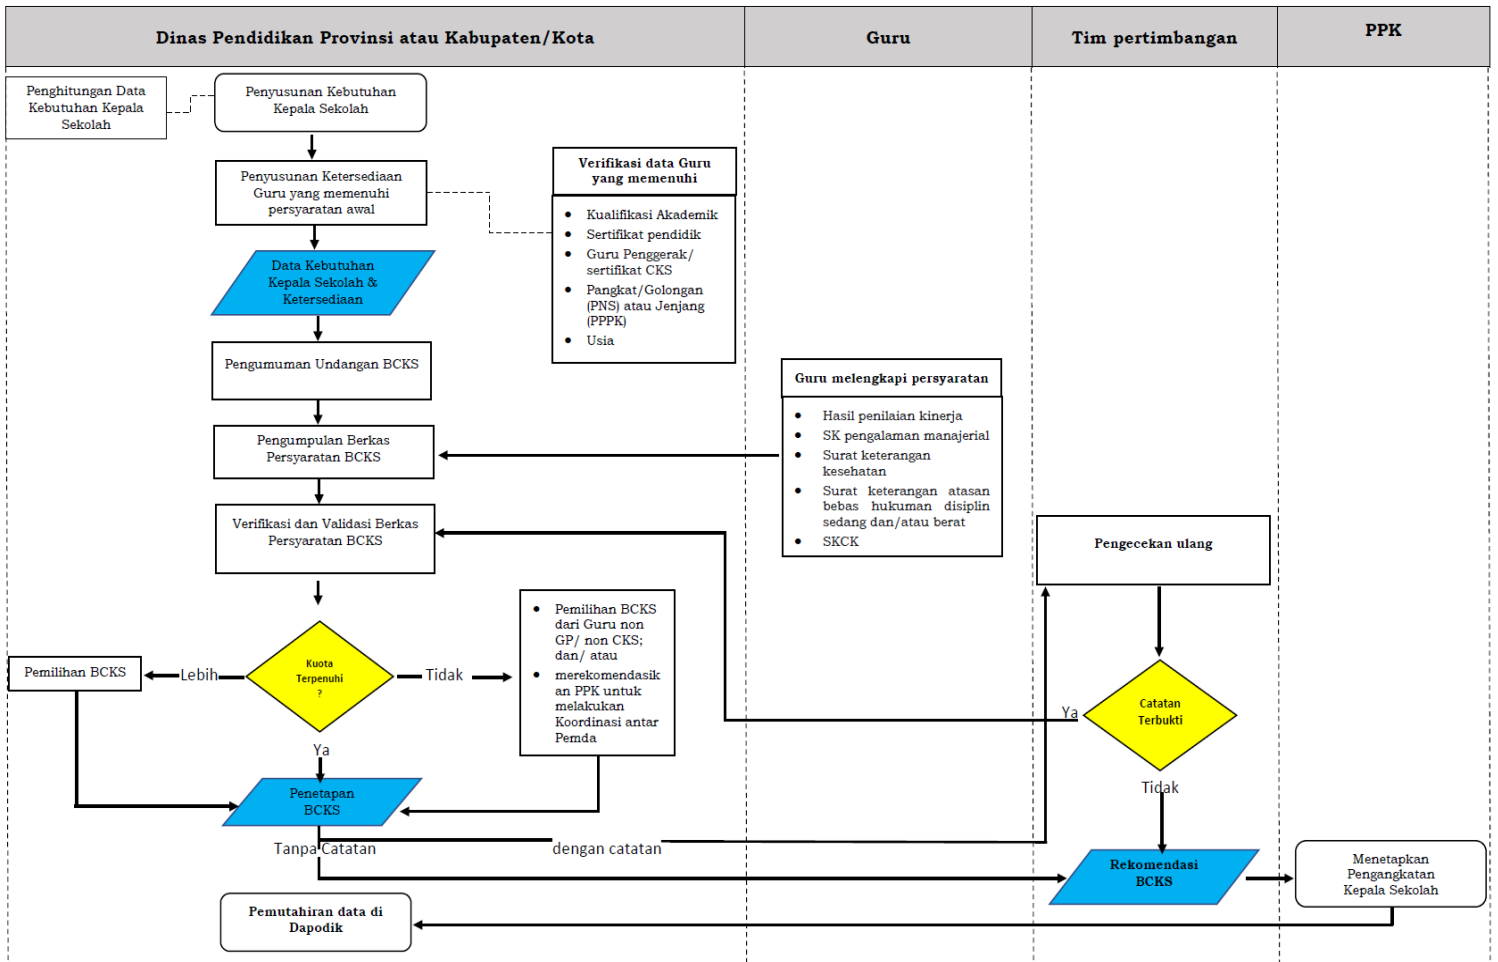 Dinas Pendidikan Provinsi atau Kabupaten/Kota
Guru
Tim pertimbangan
PPK
Penghitungan Data
Kebutuhan Kepala
Sekolah
Penyusunan Kebutuhan
Kepala Sekolah
Penyusunan Ketersediaan
Guru yang memenuhi
persyaratan awal
Verifikasi data Guru
yang memenuhi
• Kualifikasi Akademik
• Sertifikat pendidik
• Guru Penggerak/
sertifikat CKS
• Pangkat/Golongan
(PNS) atau Jenjang
(PPPK)
• Usia
Data Kebutuhan
Kepala Sekolah &
Ketersediaan
Pengumuman Undangan BCKS
Guru melengkapi persyaratan
• Hasil penilaian kinerja
• SK pengalaman manajerial
• Surat keterangan
kesehatan
• Surat keterangan atasan
bebas hukuman disiplin
sedang dan/atau berat
• SKCK
Pengumpulan Berkas
Persyaratan BCKS
Verifikasi dan Validasi Berkas
Persyaratan BCKS
Pengecekan ulang
Kuota
Terpenuhi
?
Lebih
Pemilihan BCKS
Tidak
• Pemilihan BCKS
dari Guru non
GP/ non CKS;
dan/ atau
• merekomendasik
an PPK untuk
melakukan
Koordinasi antar
Pemda
Ya
Catatan
Terbukti
Ya
Tidak
Penetapan
BCKS
Tanpa Catatan
dengan catatan
Rekomendasi
BCKS
Menetapkan
Pengangkatan
Kepala Sekolah
Pemutahiran data di
Dapodik